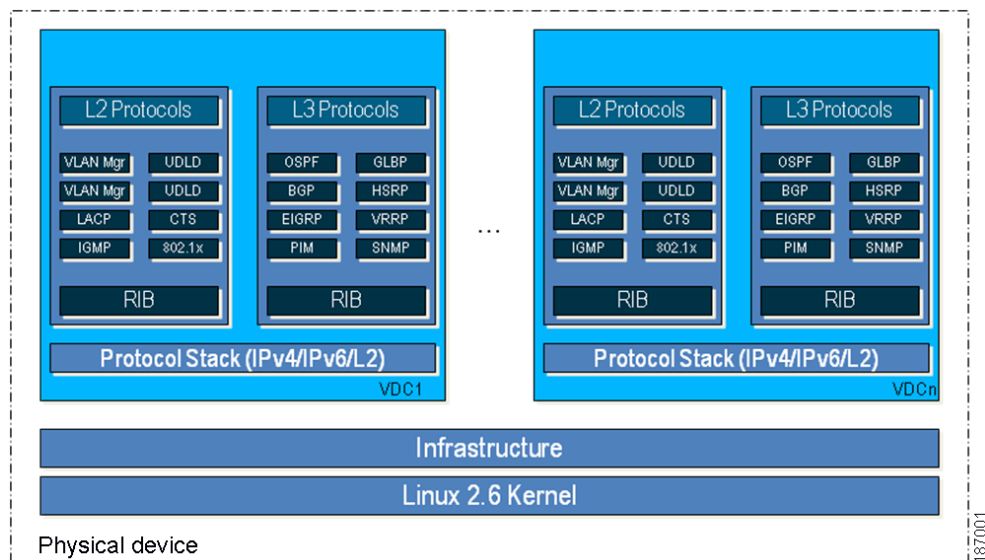 L2 Protocols
VLAN Mgr UDLD
VLAN Mgr UDLD
LACP CTS
IGMP 802.1x
RIB
L3 Protocols
OSPF GLBP
BGP HSRP
EIGRP VRRP
PIM SNMP
RIB
Protocol Stack (IPv4/IPv6/L2)
VDC1
...
L2 Protocols
VLAN Mgr UDLD
VLAN Mgr UDLD
LACP CTS
IGMP 802.1x
RIB
L3 Protocols
OSPF GLBP
BGP HSRP
EIGRP VRRP
PIM SNMP
RIB
Protocol Stack (IPv4/IPv6/L2)
VDCn
Infrastructure
Linux 2.6 Kernel
Physical device
187001